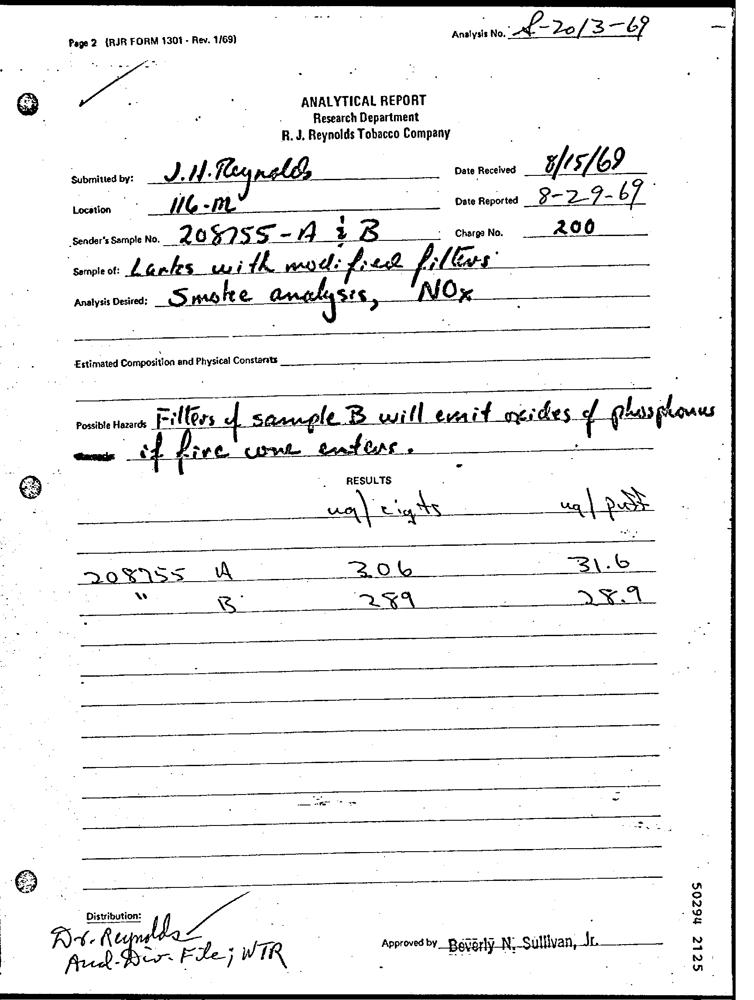 Page 2 (RJR FORM 1301 - Rev. 1/69)
Analysis No. A-2013-69
ANALYTICAL REPORT
Research Department
R. J. Reynolds Tobacco Company
Submitted by: J. H. Reynolds
Date Received 8/15/69
Location 116-m
Date Reported 8-29-69
Sender's Sample No. 208755-A & B
Charge No. 200
Sample of: Larks with modified filters
Analysis Desired: Smoke analysis, NOx
Estimated Composition and Physical Constants
Possible Hazards Filters of sample B will emit oxides of phosphorus
if fire cone enters.
RESULTS
ug/cigts ug/puff
208755 A 306 31.6
" B 289 28.9
Distribution:
Dr. Reynolds
Anal. Div. File; WTR
Approved by Beverly N. Sullivan, Jr.
50294 2125